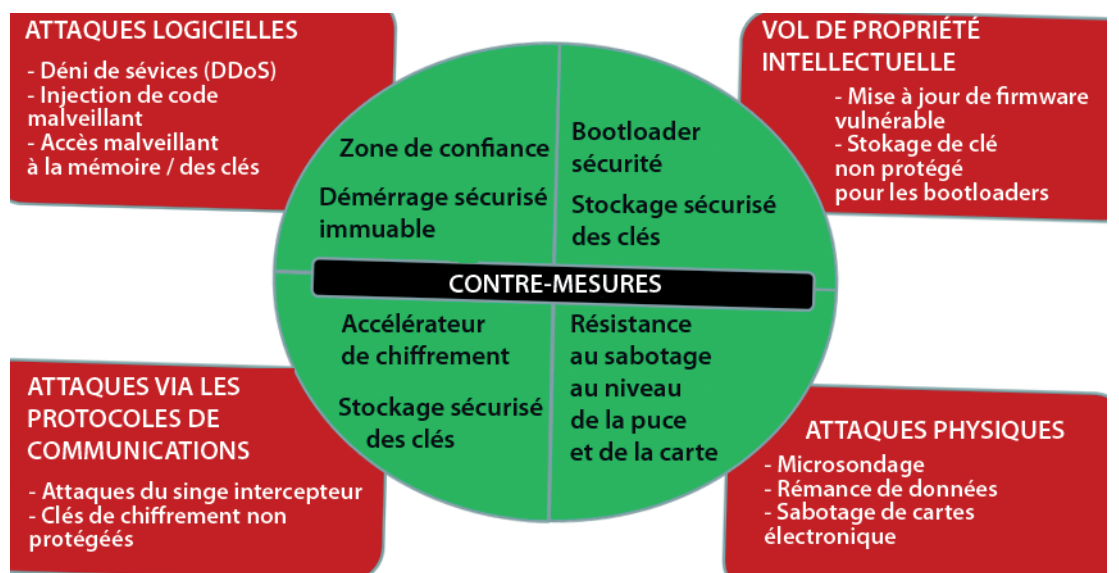 ATTAQUES LOGICIELLES
- Déni de sévices (DDoS)
- Injection de code
malveillant
- Accès malveillant
à la mémoire / des clés
VOL DE PROPRIÉTÉ
INTELLECTUELLE
- Mise à jour de firmware
vulnérable
- Stokage de clé
non protégé
pour les bootloaders
Zone de confiance
Démérrage sécurisé
immuable
Bootloader
sécurité
Stockage sécurisé
des clés
CONTRE-MESURES
Accélérateur
de chiffrement
Stockage sécurisé
des clés
Résistance
au sabotage
au niveau
de la puce
et de la carte
ATTAQUES VIA LES
PROTOCOLES DE
COMMUNICATIONS
- Attaques du singe intercepteur
- Clés de chiffrement non
protégéés
ATTAQUES PHYSIQUES
- Microsondage
- Rémance de données
- Sabotage de cartes
électronique